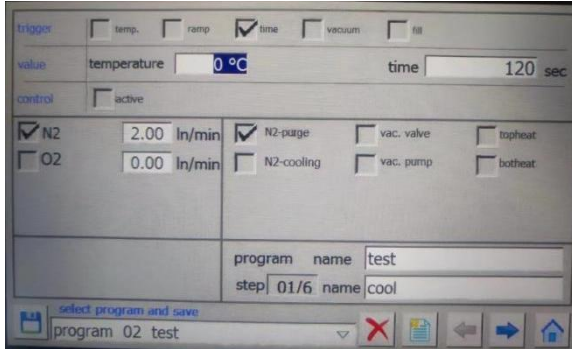 trigger temp. ramp time vacuum fill
value temperature 0 ºC time 120 sec
control active
N2 2.00 ln/min N2-purge vac. valve topheat
O2 0.00 ln/min N2-cooling vac. pump botheat
program name test
step 01/6 name cool
select program and save
program 02 test